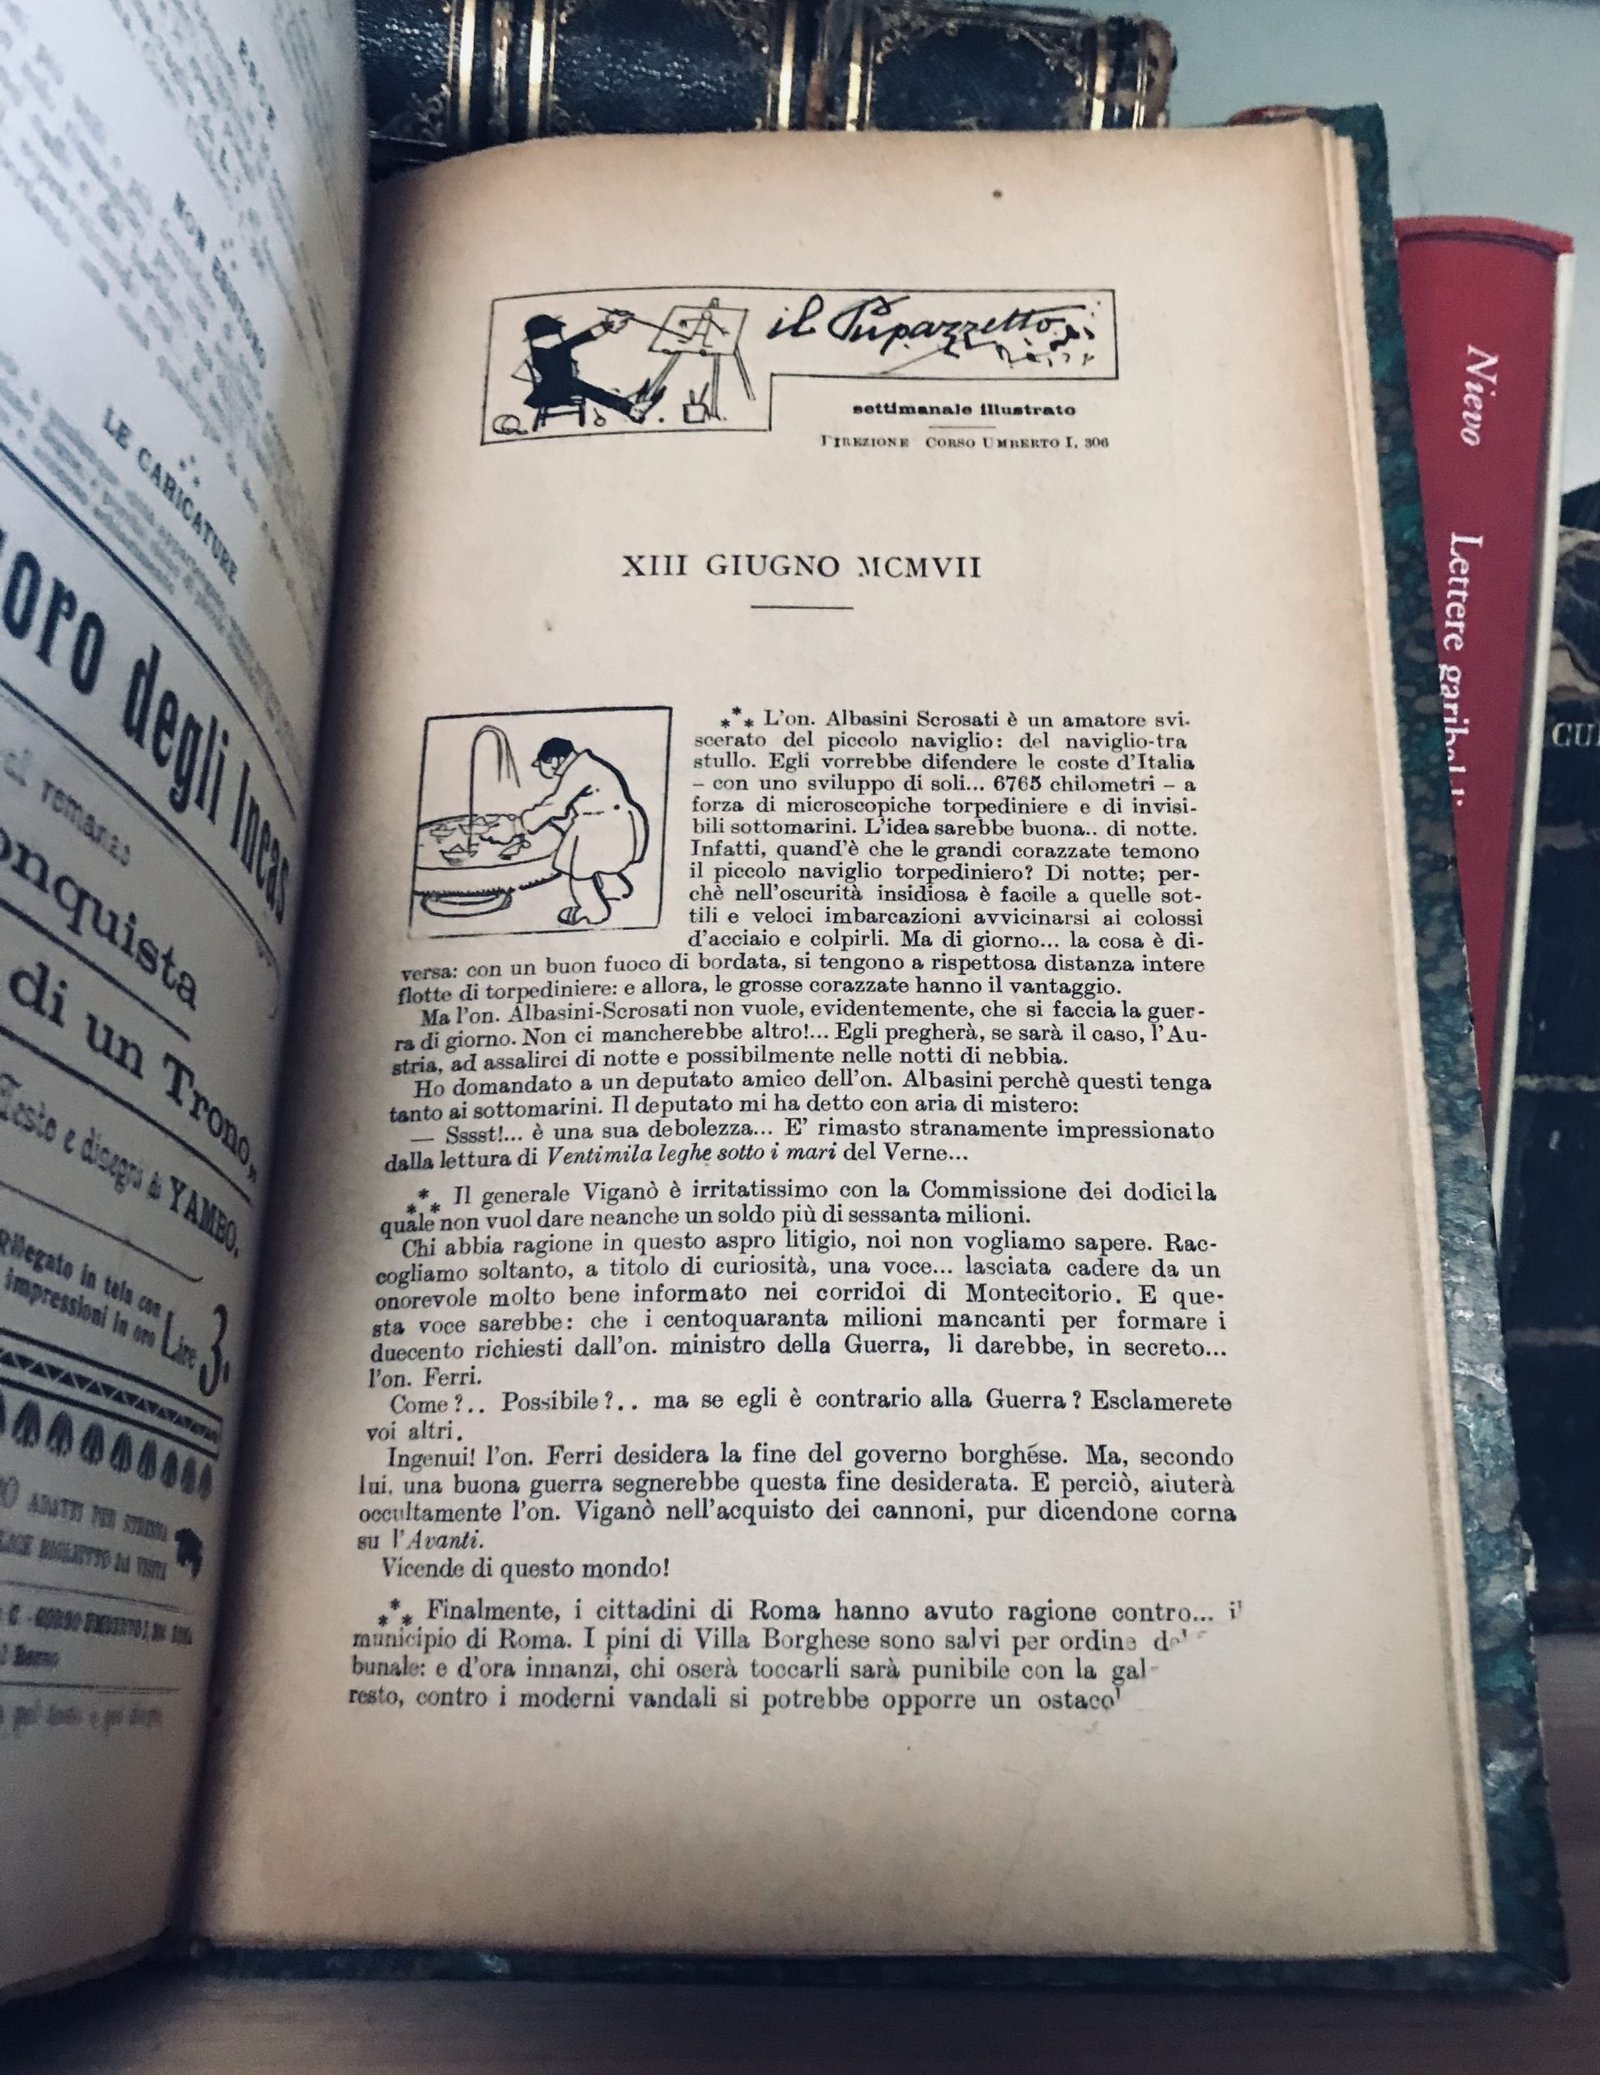 NON ESISTONO
LE CARICATURE
degli Incas
romanzo
di un Trono,,
Testo e disegni di YAMBO.
Rilegato in tela con
impressioni in oro Lire 3.
il Pupazzetto
settimanale illustrato
DIREZIONE CORSO UMBERTO I, 306
XIII GIUGNO MCMVII
*** L'on. Albasini Scrosati è un amatore svi-
scerato del piccolo naviglio: del naviglio-tra
stullo. Egli vorrebbe difendere le coste d'Italia
– con uno sviluppo di soli... 6765 chilometri – a
forza di microscopiche torpediniere e di invisi-
bili sottomarini. L'idea sarebbe buona.. di notte.
Infatti, quand'è che le grandi corazzate temono
il piccolo naviglio torpediniero? Di notte; per-
chè nell'oscurità insidiosa è facile a quelle sot-
tili e veloci imbarcazioni avvicinarsi ai colossi
d'acciaio e colpirli. Ma di giorno... la cosa è di-
versa: con un buon fuoco di bordata, si tengono a rispettosa distanza intere
flotte di torpediniere: e allora, le grosse corazzate hanno il vantaggio.
Ma l'on. Albasini-Scrosati non vuole, evidentemente, che si faccia la guer-
ra di giorno. Non ci mancherebbe altro!... Egli pregherà, se sarà il caso, l'Au-
stria, ad assalirci di notte e possibilmente nelle notti di nebbia.
Ho domandato a un deputato amico dell'on. Albasini perchè questi tenga
tanto ai sottomarini. Il deputato mi ha detto con aria di mistero:
— Sssst!... è una sua debolezza... E' rimasto stranamente impressionato
dalla lettura di Ventimila leghe sotto i mari del Verne...
*** Il generale Viganò è irritatissimo con la Commissione dei dodici la
quale non vuol dare neanche un soldo più di sessanta milioni.
Chi abbia ragione in questo aspro litigio, noi non vogliamo sapere. Rac-
cogliamo soltanto, a titolo di curiosità, una voce... lasciata cadere da un
onorevole molto bene informato nei corridoi di Montecitorio. E que-
sta voce sarebbe: che i centoquaranta milioni mancanti per formare i
duecento richiesti dall'on. ministro della Guerra, li darebbe, in secreto...
l'on. Ferri.
Come?.. Possibile?.. ma se egli è contrario alla Guerra? Esclamerete
voi altri.
Ingenui! l'on. Ferri desidera la fine del governo borghése. Ma, secondo
lui, una buona guerra segnerebbe questa fine desiderata. E perciò, aiuterà
occultamente l'on. Viganò nell'acquisto dei cannoni, pur dicendone corna
su l'Avanti.
Vicende di questo mondo!
*** Finalmente, i cittadini di Roma hanno avuto ragione contro... il
municipio di Roma. I pini di Villa Borghese sono salvi per ordine del
bunale: e d'ora innanzi, chi oserà toccarli sarà punibile con la gal
resto, contro i moderni vandali si potrebbe opporre un ostacol
Nievo
Lettere garibaldi
CU